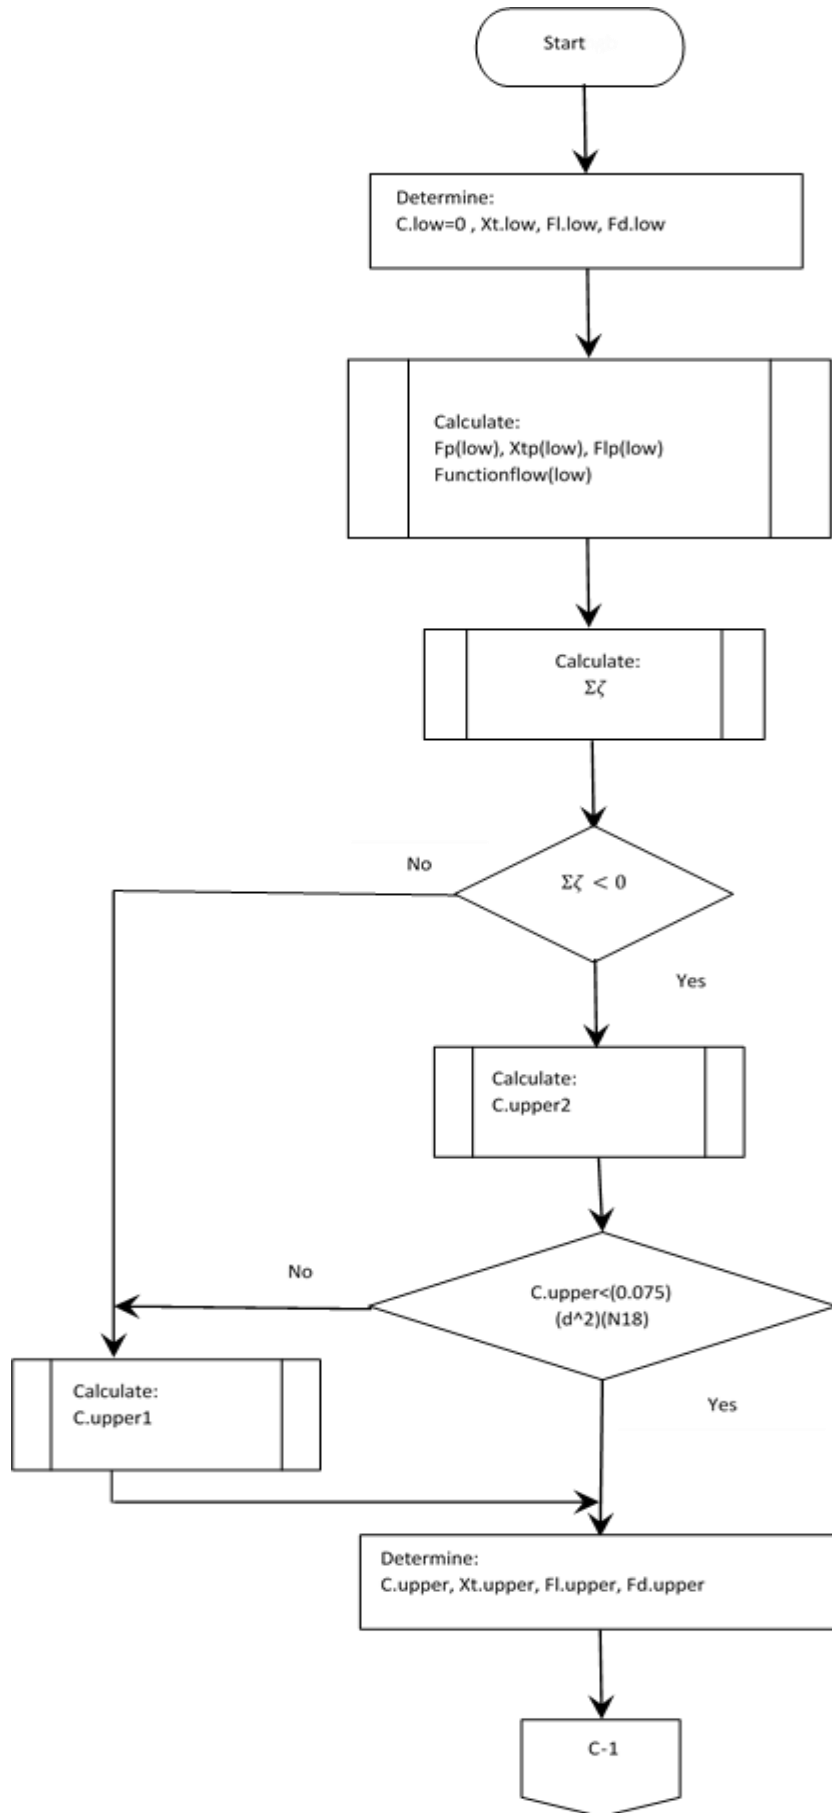 Start
Determine:
C.low=0 , Xt.low, Fl.low, Fd.low
Calculate:
Fp(low), Xtp(low), Flp(low)
Functionflow(low)
Calculate:
Σζ
No
Σζ < 0
Yes
Calculate:
C.upper2
No
C.upper<(0.075)
(d^2)(N18)
Calculate:
C.upper1
Yes
Determine:
C.upper, Xt.upper, Fl.upper, Fd.upper
C-1